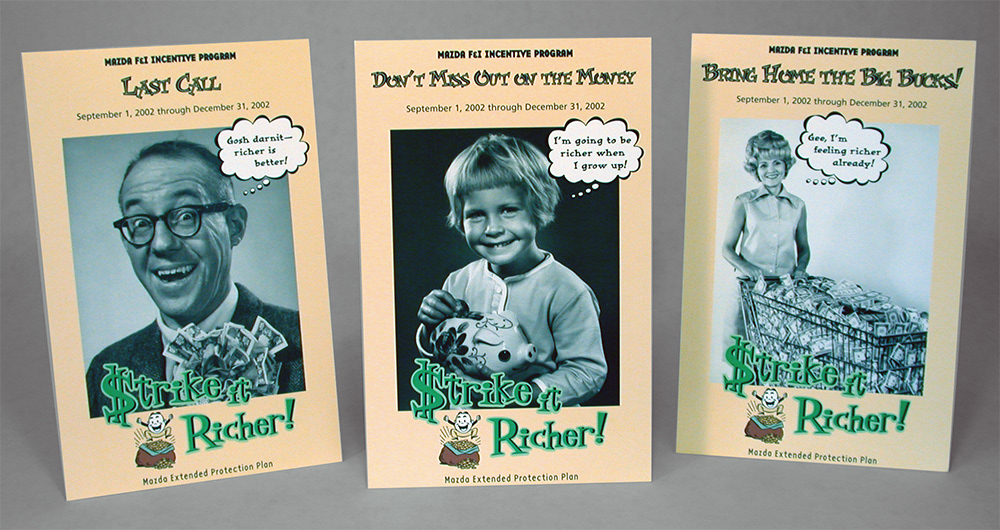 MAZDA F&I INCENTIVE PROGRAM
LAST CALL
September 1, 2002 through December 31, 2002
Gosh darnit—
richer is
better!
$trike it
Richer!
Mazda Extended Protection Plan
MAZDA F&I INCENTIVE PROGRAM
DON'T MISS OUT ON THE MONEY
September 1, 2002 through December 31, 2002
I'm going to be
richer when
I grow up!
$trike it
Richer!
Mazda Extended Protection Plan
MAZDA F&I INCENTIVE PROGRAM
BRING HOME THE BIG BUCKS!
September 1, 2002 through December 31, 2002
Gee, I'm
feeling richer
already!
$trike it
Richer!
Mazda Extended Protection Plan